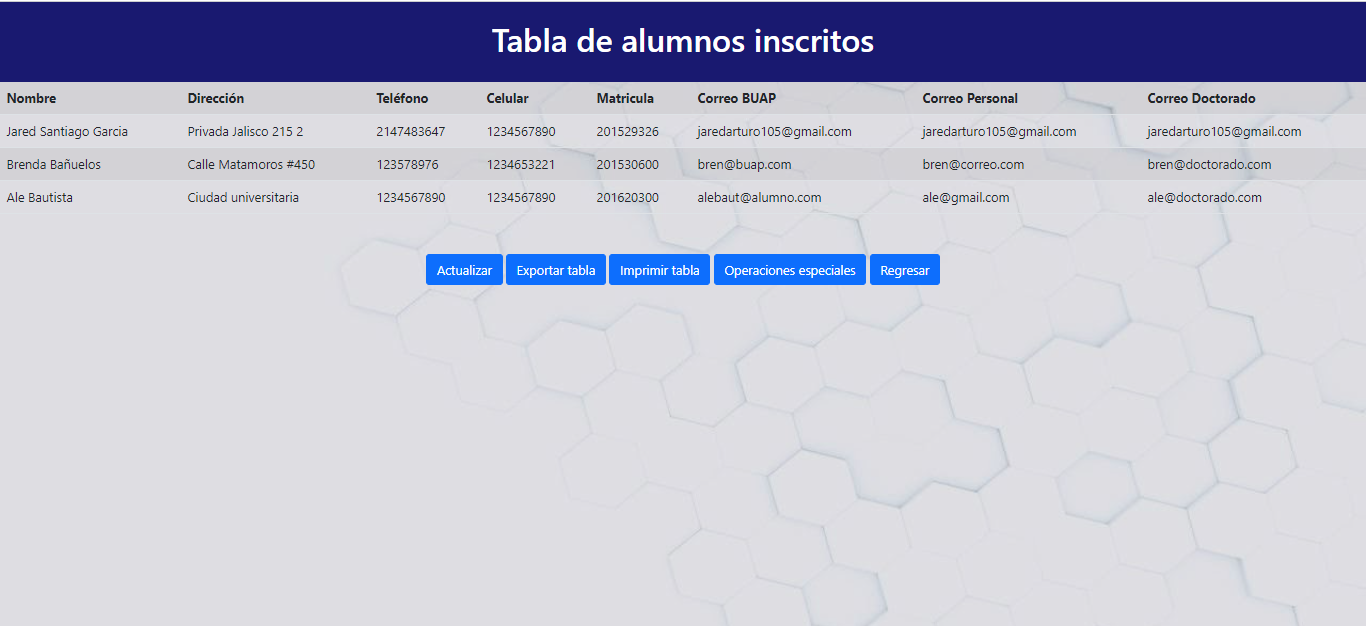 Tabla de alumnos inscritos
Nombre Dirección Teléfono Celular Matricula Correo BUAP Correo Personal Correo Doctorado
Jared Santiago Garcia Privada Jalisco 215 2 2147483647 1234567890 201529326 jaredarturo105@gmail.com jaredarturo105@gmail.com jaredarturo105@gmail.com
Brenda Bañuelos Calle Matamoros #450 123578976 1234653221 201530600 bren@buap.com bren@correo.com bren@doctorado.com
Ale Bautista Ciudad universitaria 1234567890 1234567890 201620300 alebaut@alumno.com ale@gmail.com ale@doctorado.com
Actualizar Exportar tabla Imprimir tabla Operaciones especiales Regresar